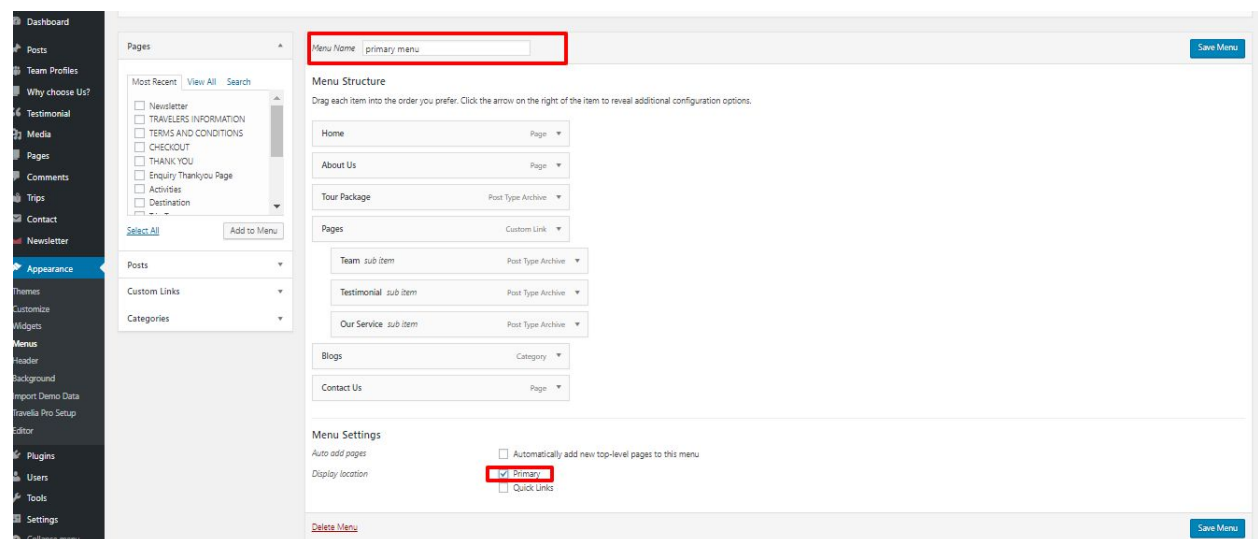 Dashboard
Posts
Team Profiles
Why choose Us?
Testimonial
Media
Pages
Comments
Trips
Contact
Newsletter
Appearance
Themes
Customize
Widgets
Menus
Header
Background
Import Demo Data
Travelia Pro Setup
Editor
Plugins
Users
Tools
Settings
Collapse menu
Pages
Most Recent View All Search
Newsletter
TRAVELERS INFORMATION
TERMS AND CONDITIONS
CHECKOUT
THANK YOU
Enquiry Thankyou Page
Activities
Destination
Select All Add to Menu
Posts
Custom Links
Categories
Menu Name primary menu Save Menu
Menu Structure
Drag each item into the order you prefer. Click the arrow on the right of the item to reveal additional configuration options.
Home Page
About Us Page
Tour Package Post Type Archive
Pages Custom Link
Team sub item Post Type Archive
Testimonial sub item Post Type Archive
Our Service sub item Post Type Archive
Blogs Category
Contact Us Page
Menu Settings
Auto add pages Automatically add new top-level pages to this menu
Display location Primary
Quick Links
Delete Menu Save Menu